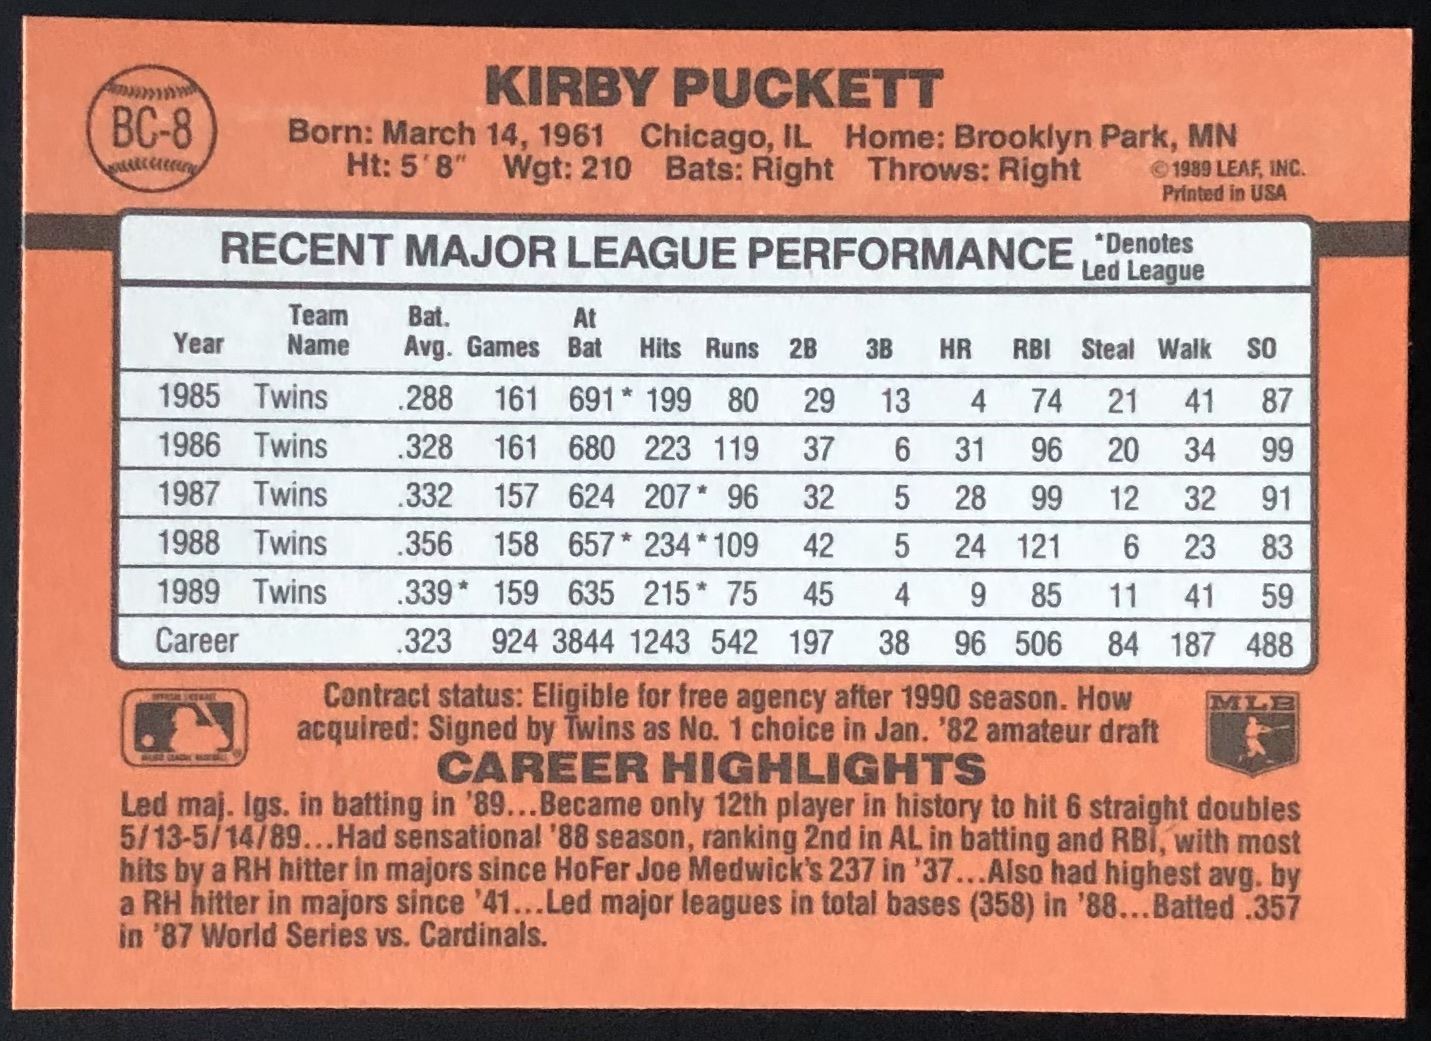 BC-8
KIRBY PUCKETT
Born: March 14, 1961 Chicago, IL Home: Brooklyn Park, MN
Ht: 5'8" Wgt: 210 Bats: Right Throws: Right
©1989 LEAF, INC.
Printed in USA
RECENT MAJOR LEAGUE PERFORMANCE *Denotes Led League
Year Team Name Bat. Avg. Games At Bat Hits Runs 2B 3B HR RBI Steal Walk SO
1985 Twins .288 161 691* 199 80 29 13 4 74 21 41 87
1986 Twins .328 161 680 223 119 37 6 31 96 20 34 99
1987 Twins .332 157 624 207* 96 32 5 28 99 12 32 91
1988 Twins .356 158 657* 234* 109 42 5 24 121 6 23 83
1989 Twins .339* 159 635 215* 75 45 4 9 85 11 41 59
Career .323 924 3844 1243 542 197 38 96 506 84 187 488
Contract status: Eligible for free agency after 1990 season. How
acquired: Signed by Twins as No. 1 choice in Jan. '82 amateur draft
MLB
CAREER HIGHLIGHTS
Led maj. lgs. in batting in '89...Became only 12th player in history to hit 6 straight doubles
5/13-5/14/89...Had sensational '88 season, ranking 2nd in AL in batting and RBI, with most
hits by a RH hitter in majors since HoFer Joe Medwick's 237 in '37...Also had highest avg. by
a RH hitter in majors since '41...Led major leagues in total bases (358) in '88...Batted .357
in '87 World Series vs. Cardinals.